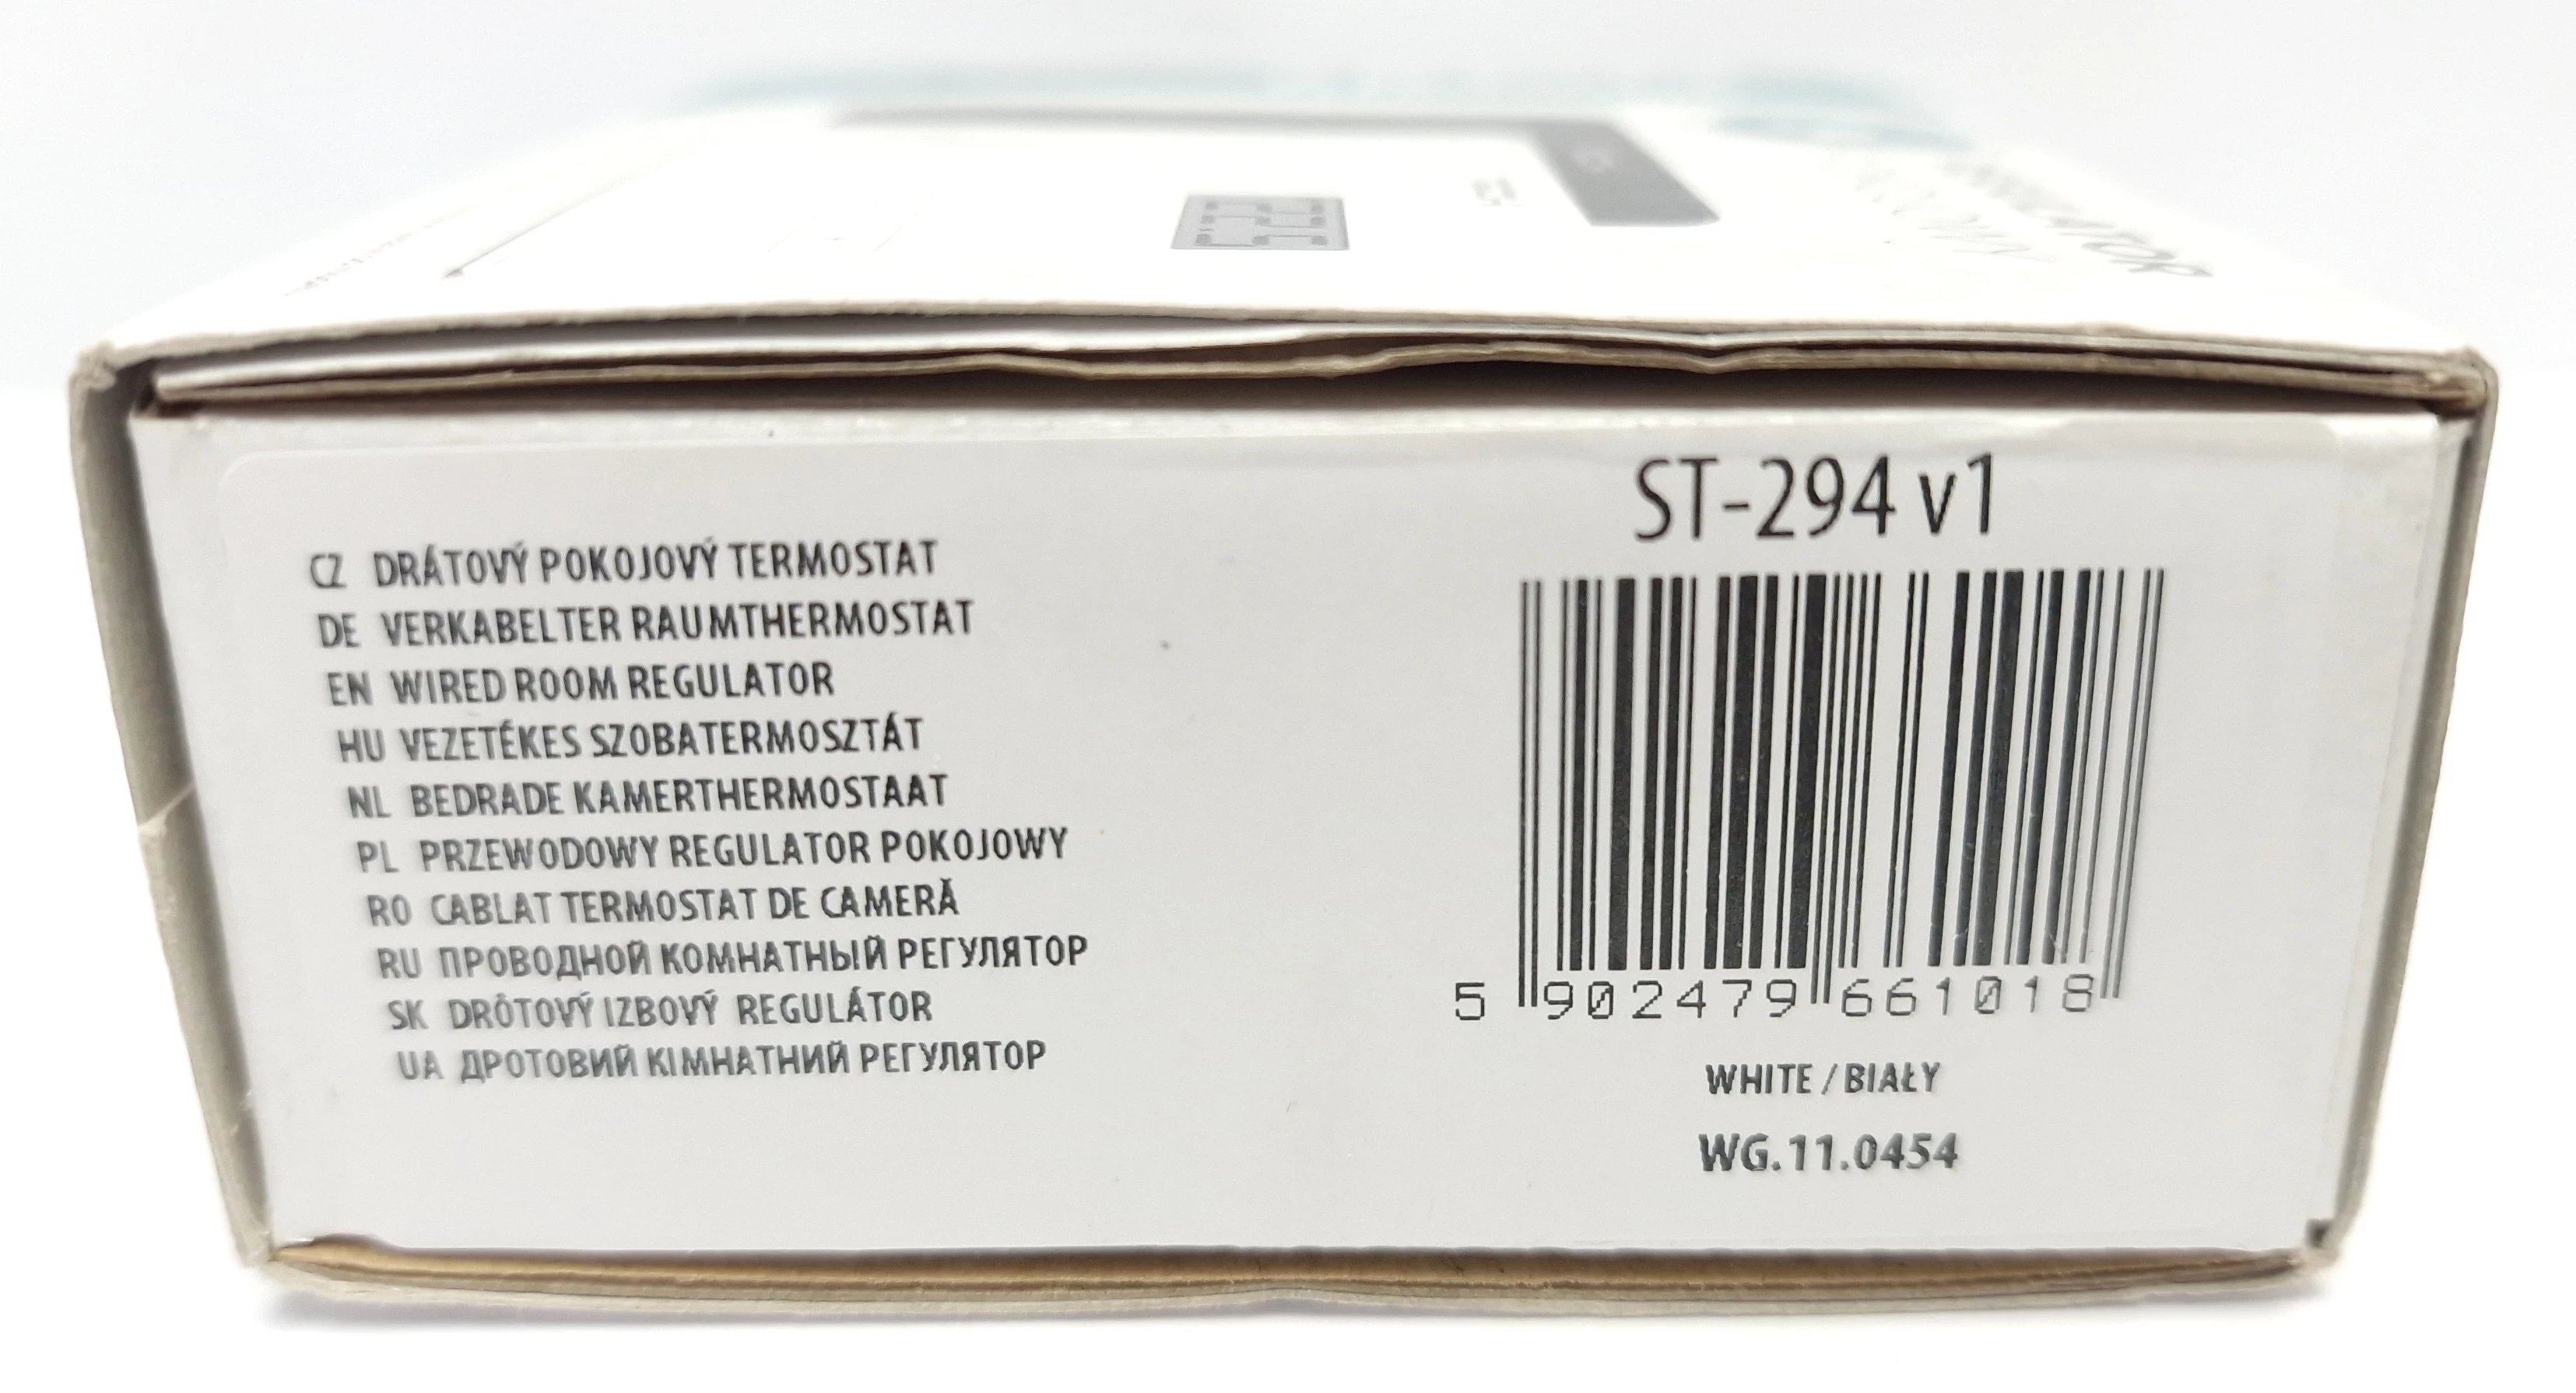 REGULATOR
ST-294 v1
CZ DRÁTOVÝ POKOJOVÝ TERMOSTAT
DE VERKABELTER RAUMTHERMOSTAT
EN WIRED ROOM REGULATOR
HU VEZETÉKES SZOBATERMOSZTÁT
NL BEDRADE KAMERTHERMOSTAAT
PL PRZEWODOWY REGULATOR POKOJOWY
RO CABLAT TERMOSTAT DE CAMERĂ
RU ПРОВОДНОЙ КОМНАТНЫЙ РЕГУЛЯТОР
SK DRÔTOVÝ IZBOVÝ REGULÁTOR
UA ДРОТОВИЙ КІМНАТНИЙ РЕГУЛЯТОР
5 902479 661018
WHITE / BIAŁY
WG.11.0454